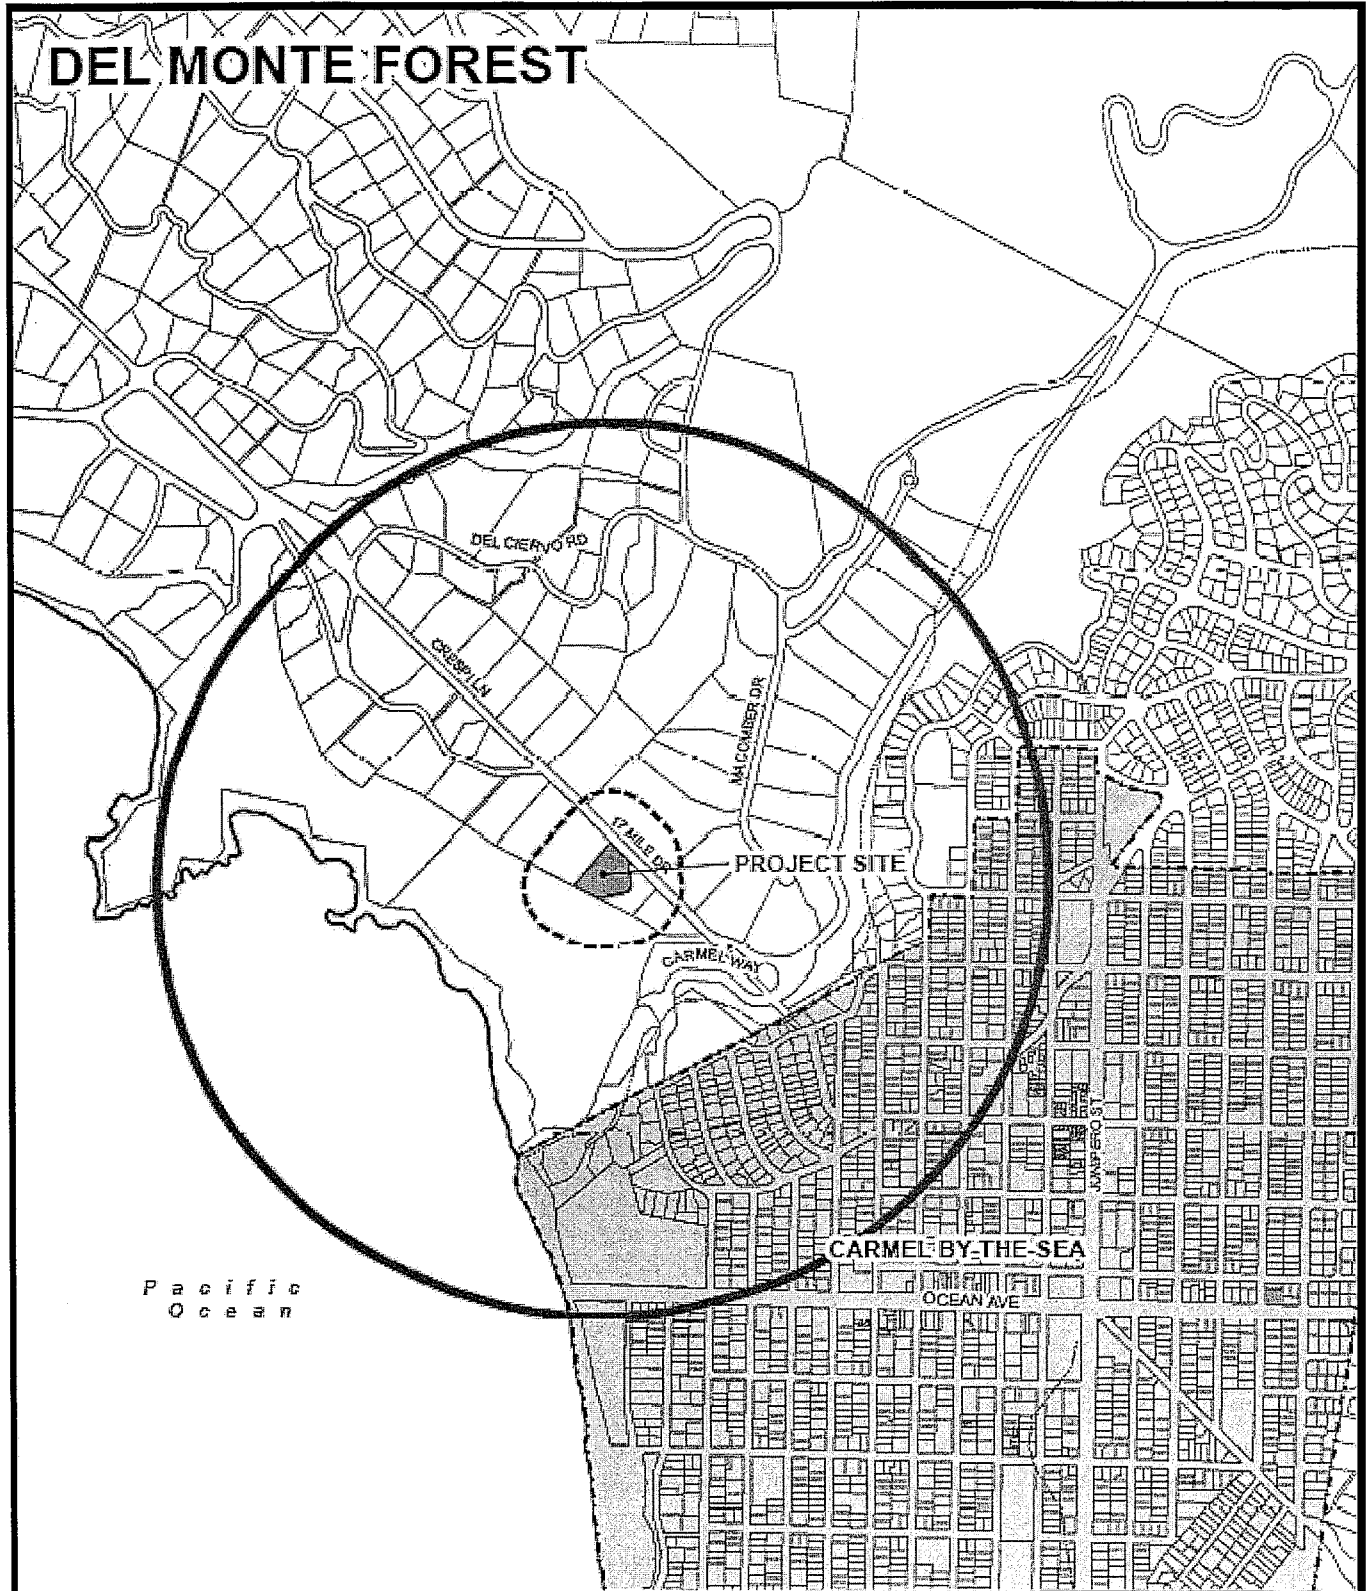 DEL MONTE FOREST
DEL CIERVO RD
CRESPI LN
MALCOMBER DR
17 MILE DR
PROJECT SITE
CARMEL WAY
JUNIPERO ST
CARMEL-BY-THE-SEA
Pacific
Ocean
OCEAN AVE